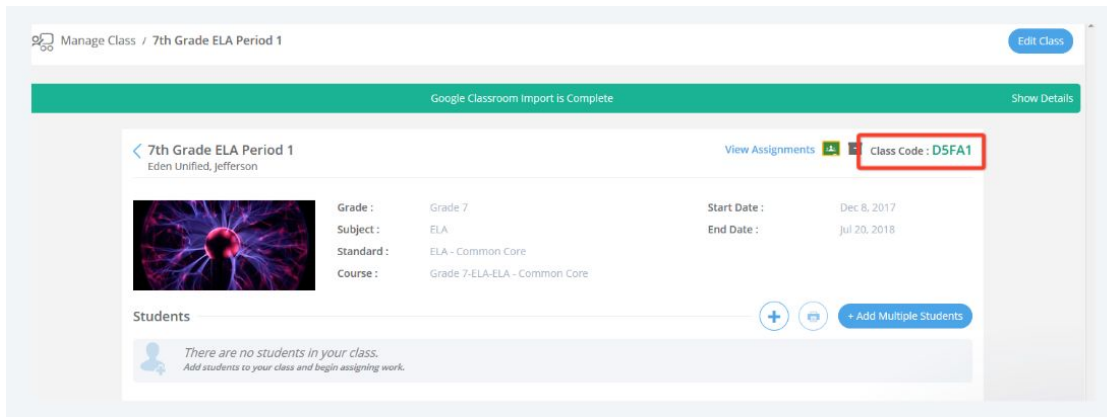 Manage Class / 7th Grade ELA Period 1
Edit Class
Google Classroom Import is Complete
Show Details
7th Grade ELA Period 1
Eden Unified, Jefferson
View Assignments
Class Code : D5FA1
Grade : Grade 7
Start Date : Dec 8, 2017
Subject : ELA
End Date : Jul 20, 2018
Standard : ELA - Common Core
Course : Grade 7-ELA-ELA - Common Core
Students
+ Add Multiple Students
There are no students in your class.
Add students to your class and begin assigning work.